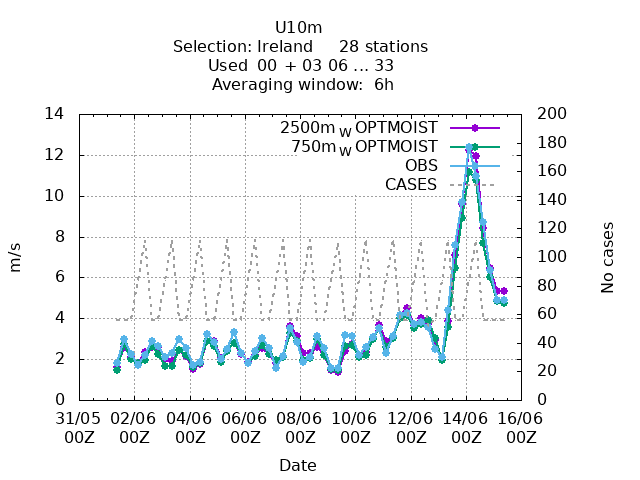 U10m
Selection: Ireland 28 stations
Used 00 + 03 06 ... 33
Averaging window: 6h
14 12 10 8 6 4 2 0
m/s
2500m W OPTMOIST
750m W OPTMOIST
OBS
CASES
200 180 160 140 120 100 80 60 40 20 0
No cases
31/05 02/06 04/06 06/06 08/06 10/06 12/06 14/06 16/06
00Z 00Z 00Z 00Z 00Z 00Z 00Z 00Z 00Z
Date